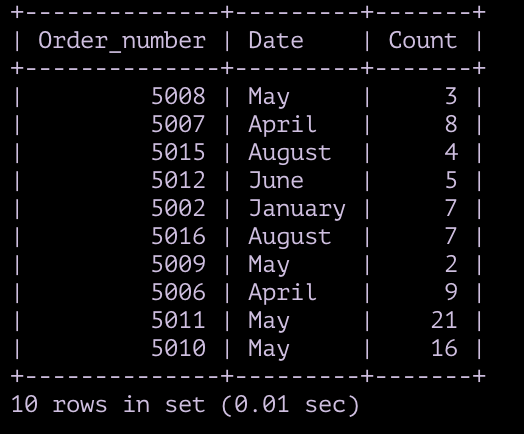 +--------------+---------+-------+
| Order_number | Date    | Count |
+--------------+---------+-------+
|         5008 | May     |     3 |
|         5007 | April   |     8 |
|         5015 | August  |     4 |
|         5012 | June    |     5 |
|         5002 | January |     7 |
|         5016 | August  |     7 |
|         5009 | May     |     2 |
|         5006 | April   |     9 |
|         5011 | May     |    21 |
|         5010 | May     |    16 |
+--------------+---------+-------+
10 rows in set (0.01 sec)